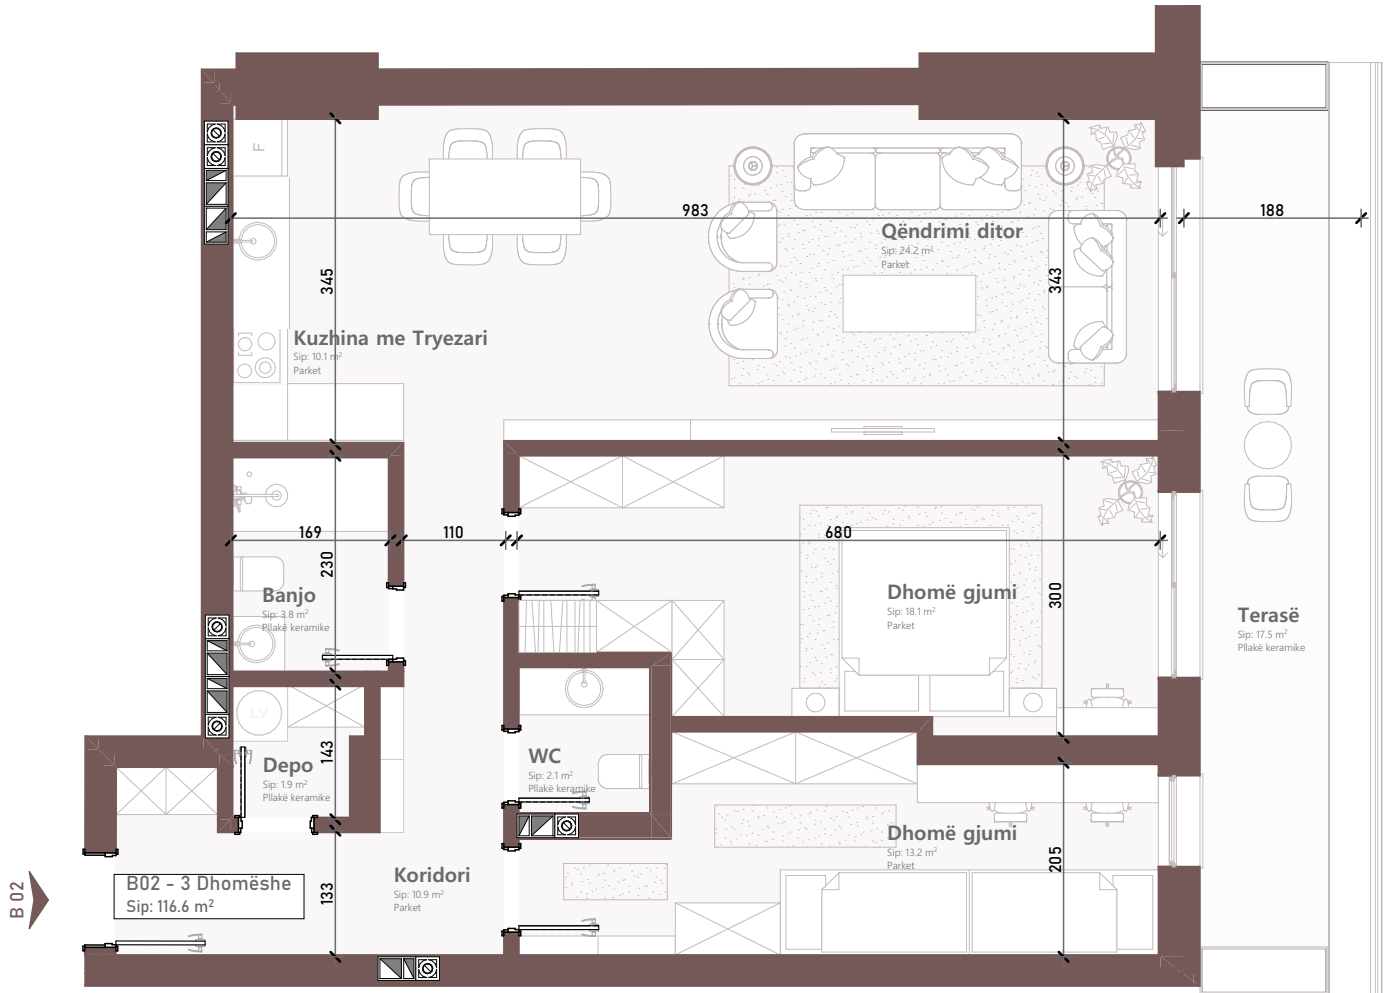 F
983
188
Qëndrimi ditor
Sip: 24.2 m²
Parket
345
343
Kuzhina me Tryezari
Sip: 10.1 m²
Parket
169
110
680
230
300
Banjo
Sip: 3.8 m²
Pllakë keramike
Dhomë gjumi
Sip: 18.1 m²
Parket
Terasë
Sip: 17.5 m²
Pllakë keramike
LV
143
Depo
Sip: 1.9 m²
Pllakë keramike
WC
Sip: 2.1 m²
Pllakë keramike
Dhomë gjumi
Sip: 13.2 m²
Parket
205
Koridori
Sip: 10.9 m²
Parket
133
B02 - 3 Dhomëshe
Sip: 116.6 m²
B 02